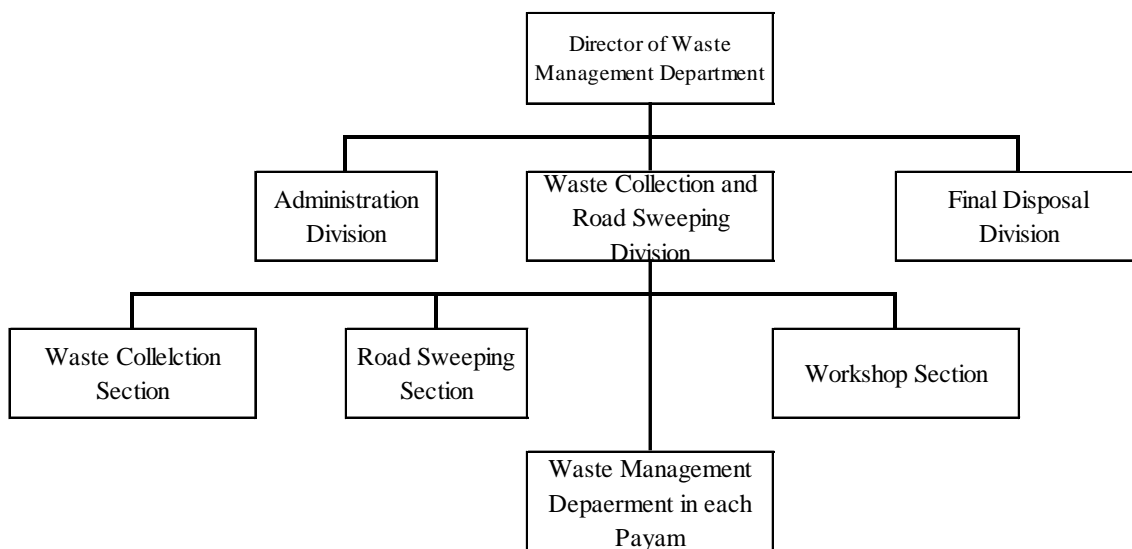 Director of Waste
Management Department
Administration
Division
Waste Collection and
Road Sweeping
Division
Final Disposal
Division
Waste Collelction
Section
Road Sweeping
Section
Workshop Section
Waste Management
Depaerment in each
Payam